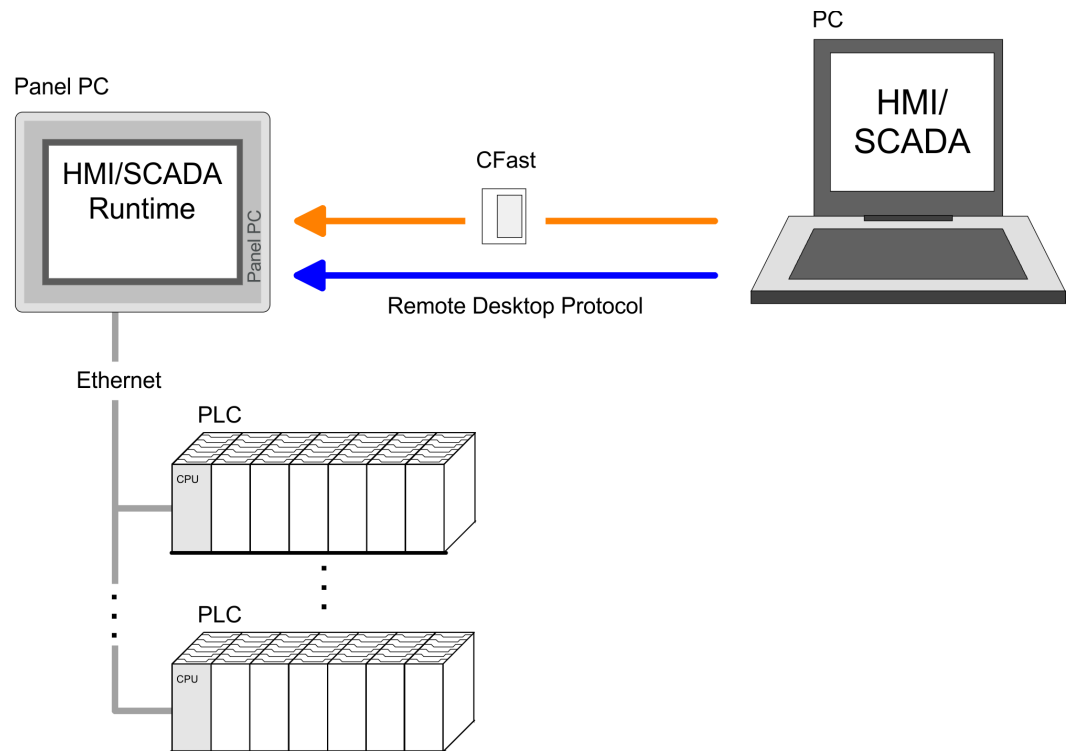 PC
Panel PC
HMI/
SCADA
HMI/SCADA
Runtime
Panel PC
CFast
Remote Desktop Protocol
Ethernet
PLC
CPU
PLC
CPU